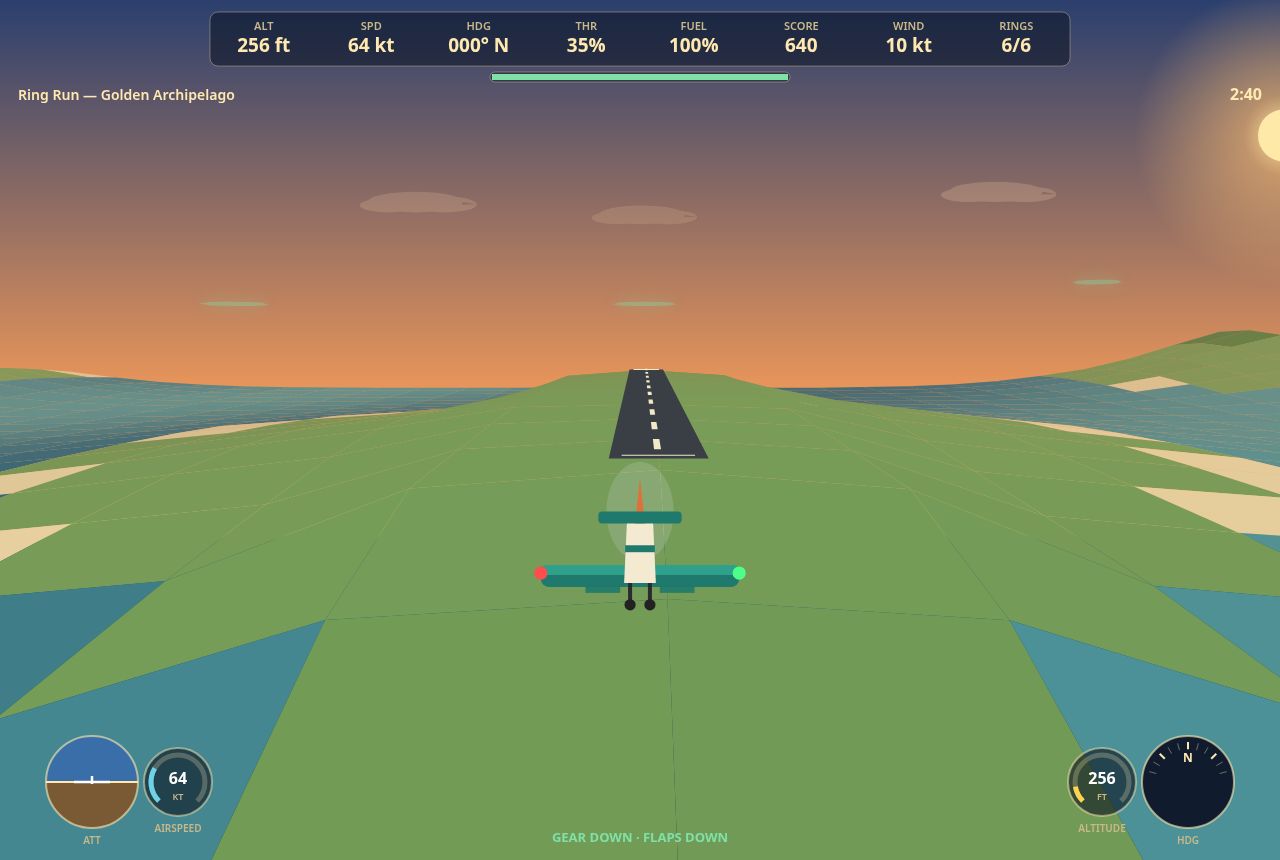 ALT SPD HDG THR FUEL SCORE WIND RINGS
256 ft 64 kt 000° N 35% 100% 640 10 kt 6/6
Ring Run — Golden Archipelago
2:40
64
KT
AIRSPEED
ATT
N
256
FT
ALTITUDE
HDG
GEAR DOWN · FLAPS DOWN